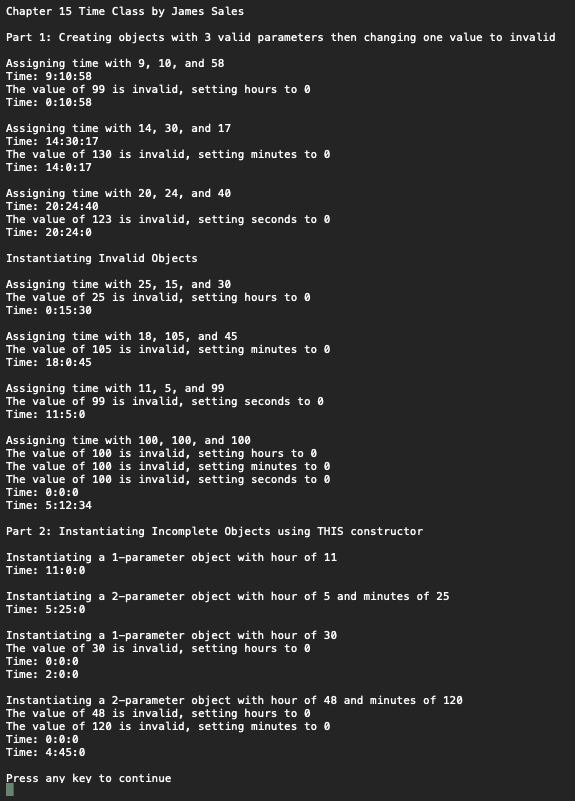 Chapter 15 Time Class by James Sales
Part 1: Creating objects with 3 valid parameters then changing one value to invalid
Assigning time with 9, 10, and 58
Time: 9:10:58
The value of 99 is invalid, setting hours to 0
Time: 0:10:58
Assigning time with 14, 30, and 17
Time: 14:30:17
The value of 130 is invalid, setting minutes to 0
Time: 14:0:17
Assigning time with 20, 24, and 40
Time: 20:24:40
The value of 123 is invalid, setting seconds to 0
Time: 20:24:0
Instantiating Invalid Objects
Assigning time with 25, 15, and 30
The value of 25 is invalid, setting hours to 0
Time: 0:15:30
Assigning time with 18, 105, and 45
The value of 105 is invalid, setting minutes to 0
Time: 18:0:45
Assigning time with 11, 5, and 99
The value of 99 is invalid, setting seconds to 0
Time: 11:5:0
Assigning time with 100, 100, and 100
The value of 100 is invalid, setting hours to 0
The value of 100 is invalid, setting minutes to 0
The value of 100 is invalid, setting seconds to 0
Time: 0:0:0
Time: 5:12:34
Part 2: Instantiating Incomplete Objects using THIS constructor
Instantiating a 1-parameter object with hour of 11
Time: 11:0:0
Instantiating a 2-parameter object with hour of 5 and minutes of 25
Time: 5:25:0
Instantiating a 1-parameter object with hour of 30
The value of 30 is invalid, setting hours to 0
Time: 0:0:0
Time: 2:0:0
Instantiating a 2-parameter object with hour of 48 and minutes of 120
The value of 48 is invalid, setting hours to 0
The value of 120 is invalid, setting minutes to 0
Time: 0:0:0
Time: 4:45:0
Press any key to continue